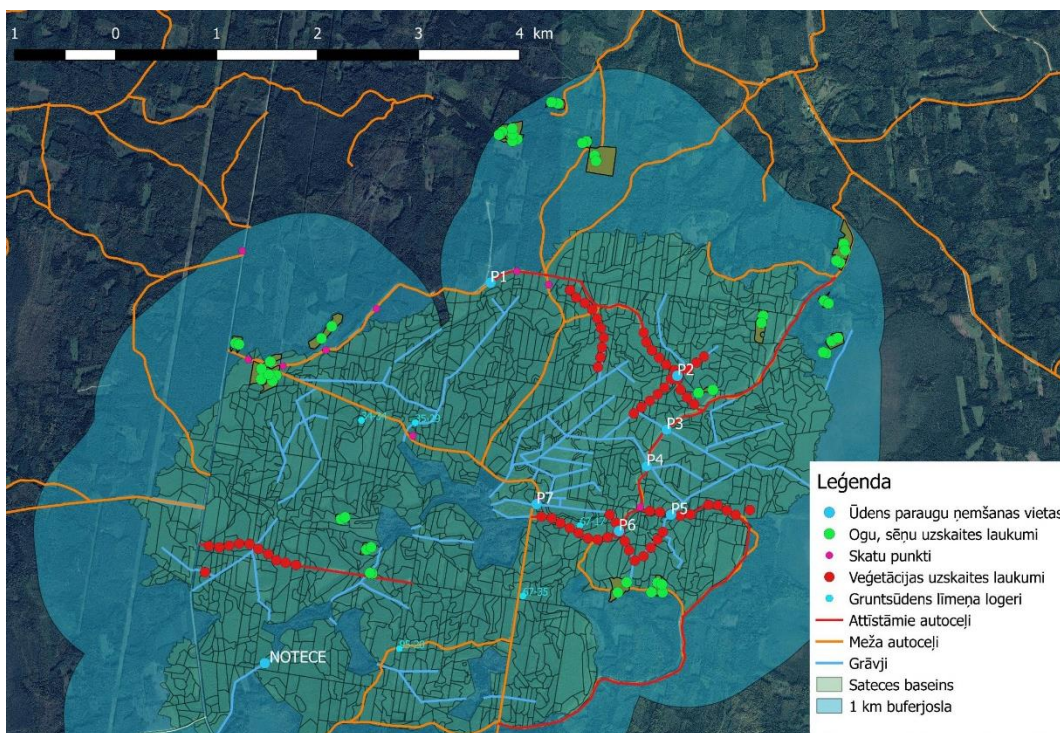 1 0 1 2 3 4 km
P1
P2
P3
P4
P7
P5
P6
67-35
NOTECE
Leģenda
Ūdens paraugu ņemšanas vietas
Ogu, sēņu uzskaites laukumi
Skatu punkti
Veģetācijas uzskaites laukumi
Gruntsūdens līmeņa logeri
Attīstāmie autoceļi
Meža autoceļi
Grāvji
Sateces baseins
1 km buferjosla